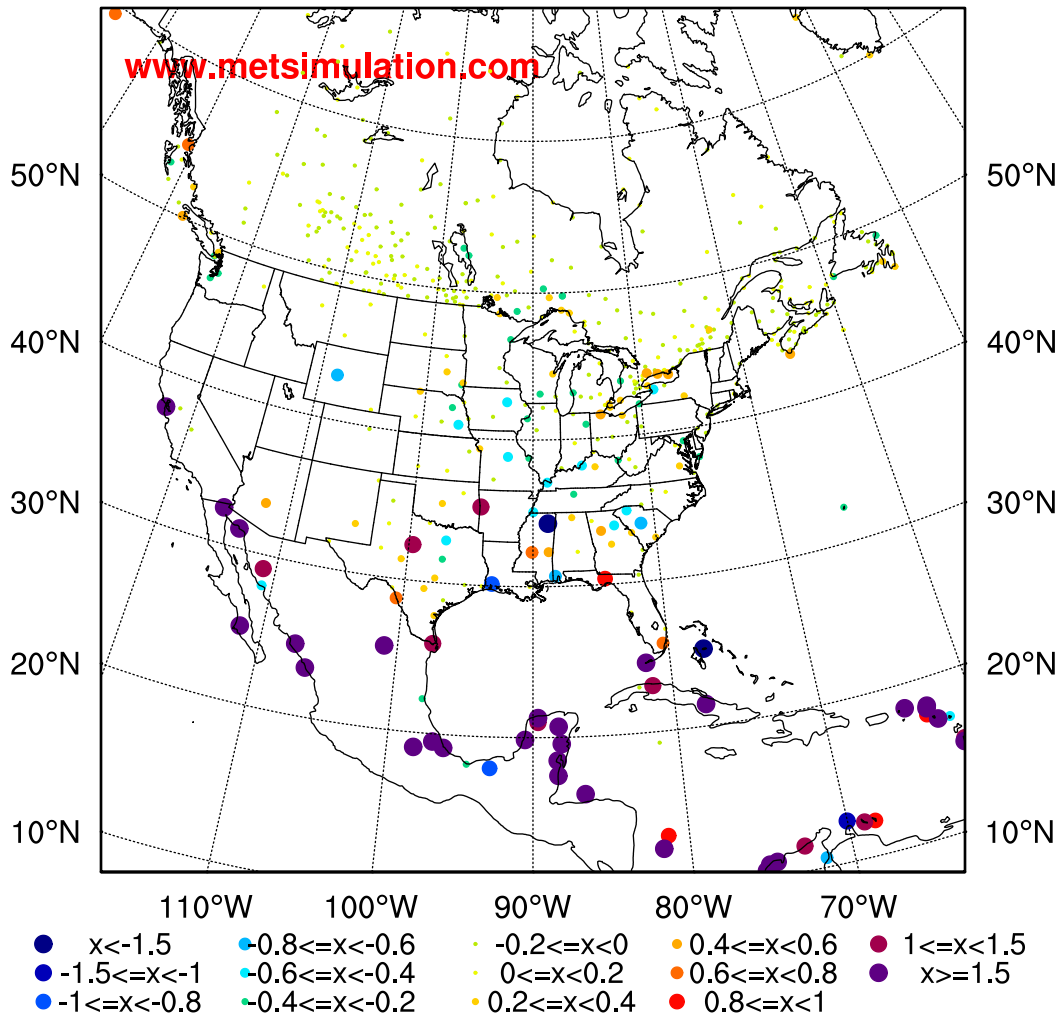 www.metsimulation.com
50°N 50°N
40°N 40°N
30°N 30°N
20°N 20°N
10°N 10°N
110°W 100°W 90°W 80°W 70°W
x<-1.5 -0.8<=x<-0.6 -0.2<=x<0 0.4<=x<0.6 1<=x<1.5
-1.5<=x<-1 -0.6<=x<-0.4 0<=x<0.2 0.6<=x<0.8 x>=1.5
-1<=x<-0.8 -0.4<=x<-0.2 0.2<=x<0.4 0.8<=x<1